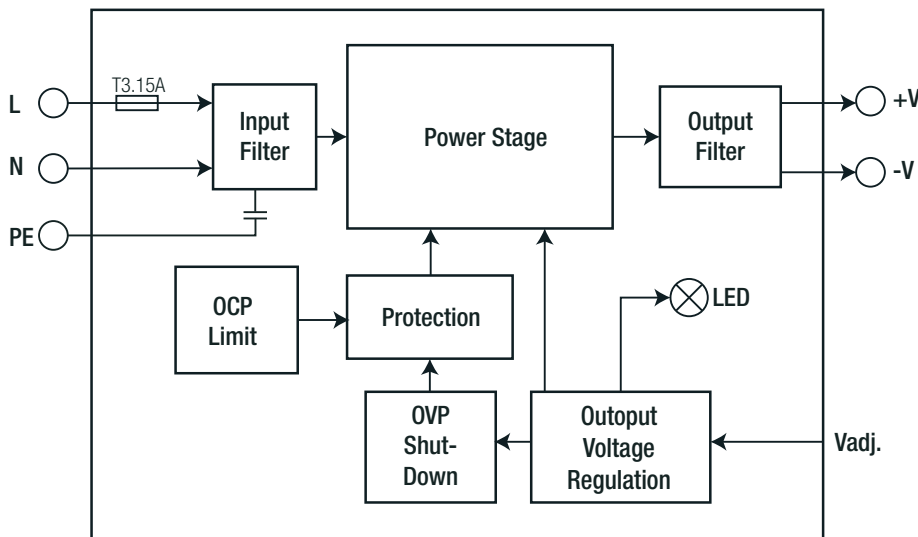 T3.15A
L
Input
Filter
Power Stage
Output
Filter
+V
N
-V
PE
OCP
Limit
Protection
LED
OVP
Shut-
Down
Outoput
Voltage
Regulation
Vadj.